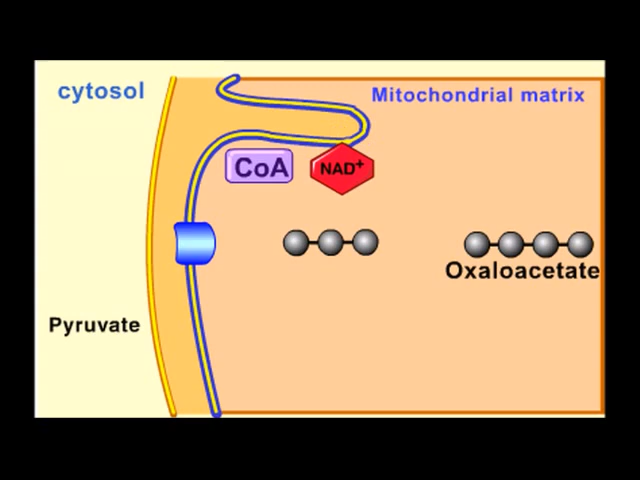 cytosol
Mitochondrial matrix
CoA
NAD+
Oxaloacetate
Pyruvate